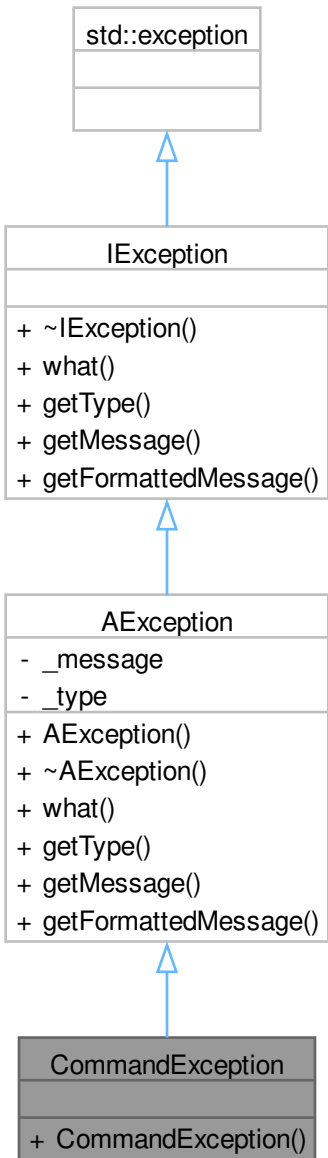 std::exception
IException
+ ~IException()
+ what()
+ getType()
+ getMessage()
+ getFormattedMessage()
AException
- _message
- _type
+ AException()
+ ~AException()
+ what()
+ getType()
+ getMessage()
+ getFormattedMessage()
CommandException
+ CommandException()